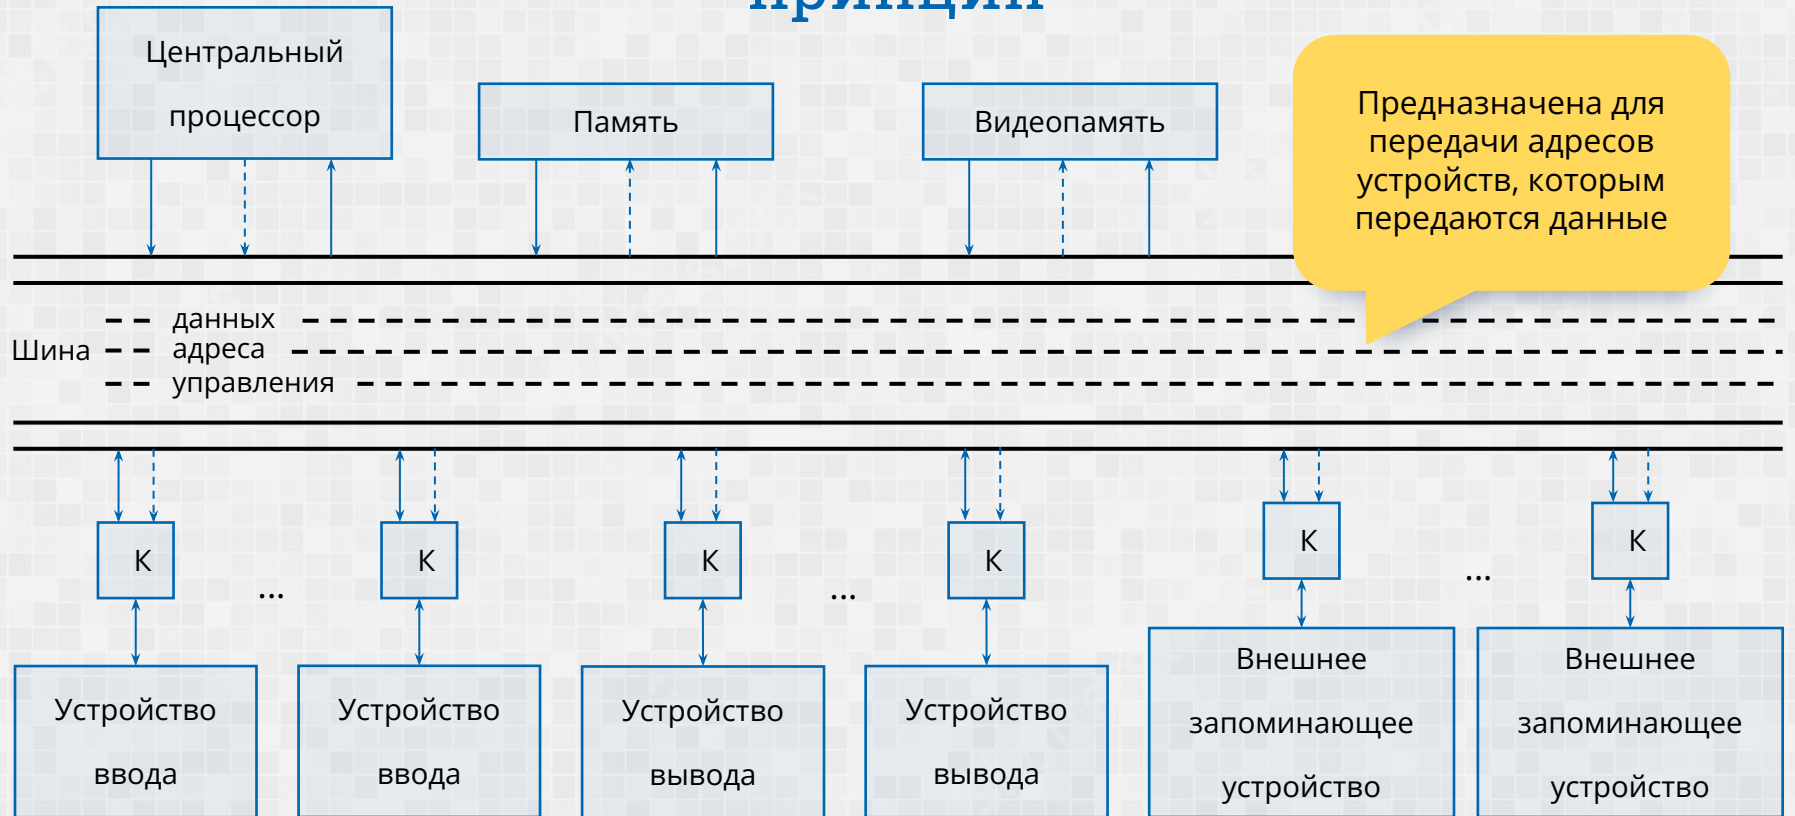 принцип
Центральный
процессор
Память
Видеопамять
Предназначена для
передачи адресов
устройств, которым
передаются данные
Шина
данных
адреса
управления
К
К
К
К
К
К
...
...
...
Устройство
ввода
Устройство
ввода
Устройство
вывода
Устройство
вывода
Внешнее
запоминающее
устройство
Внешнее
запоминающее
устройство